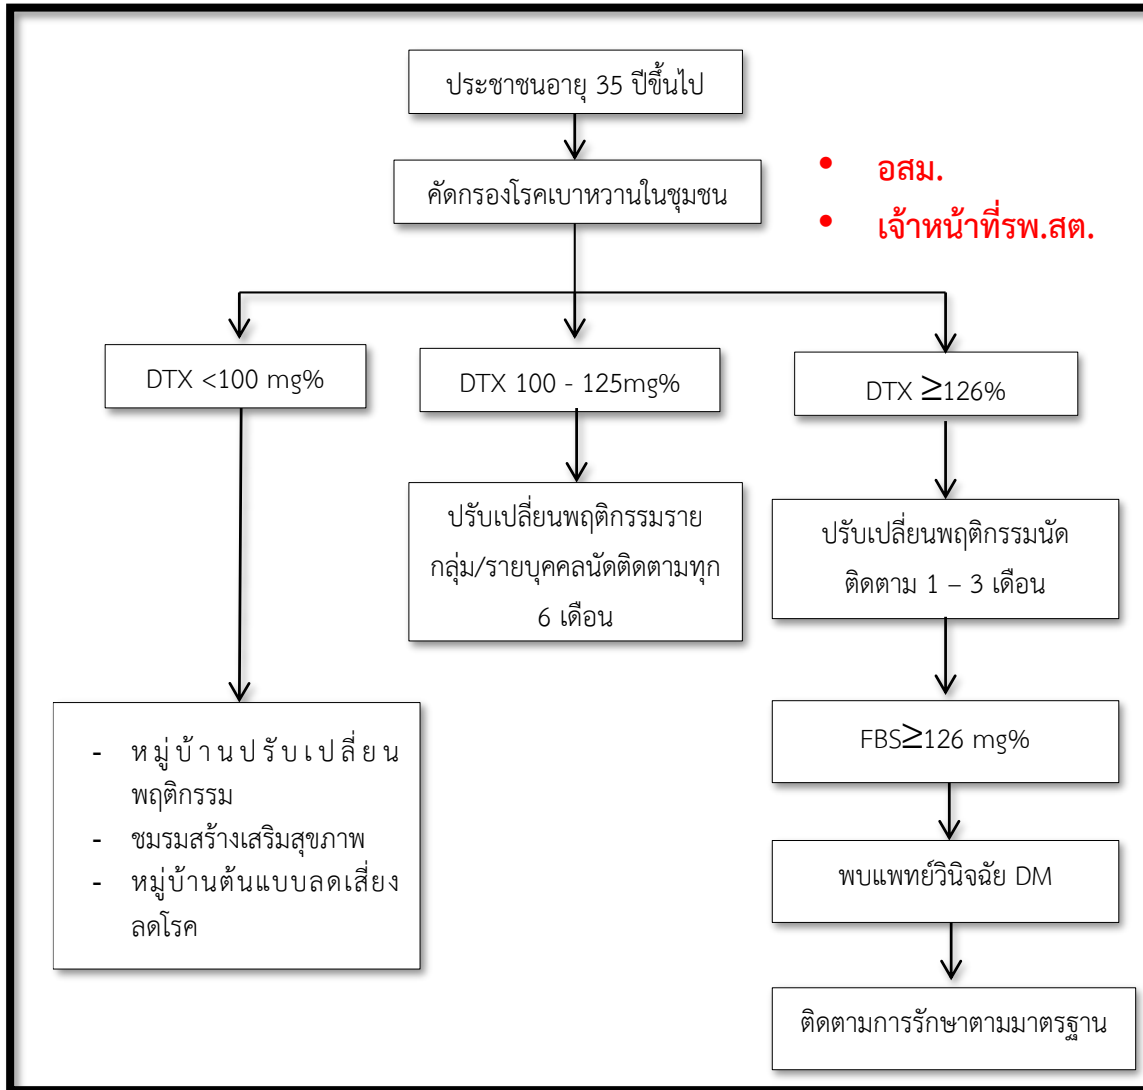 ประชาชนอายุ 35 ปีขึ้นไป
คัดกรองโรคเบาหวานในชุมชน
• อสม.
• เจ้าหน้าที่รพ.สต.
DTX <100 mg%
DTX 100 - 125mg%
DTX ≥126%
ปรับเปลี่ยนพฤติกรรมราย
กลุ่ม/รายบุคคลนัดติดตามทุก
6 เดือน
ปรับเปลี่ยนพฤติกรรมนัด
ติดตาม 1 – 3 เดือน
- หมู่บ้านปรับเปลี่ยน
พฤติกรรม
- ชมรมสร้างเสริมสุขภาพ
- หมู่บ้านต้นแบบลดเสี่ยง
ลดโรค
FBS≥126 mg%
พบแพทย์วินิจฉัย DM
ติดตามการรักษาตามมาตรฐาน